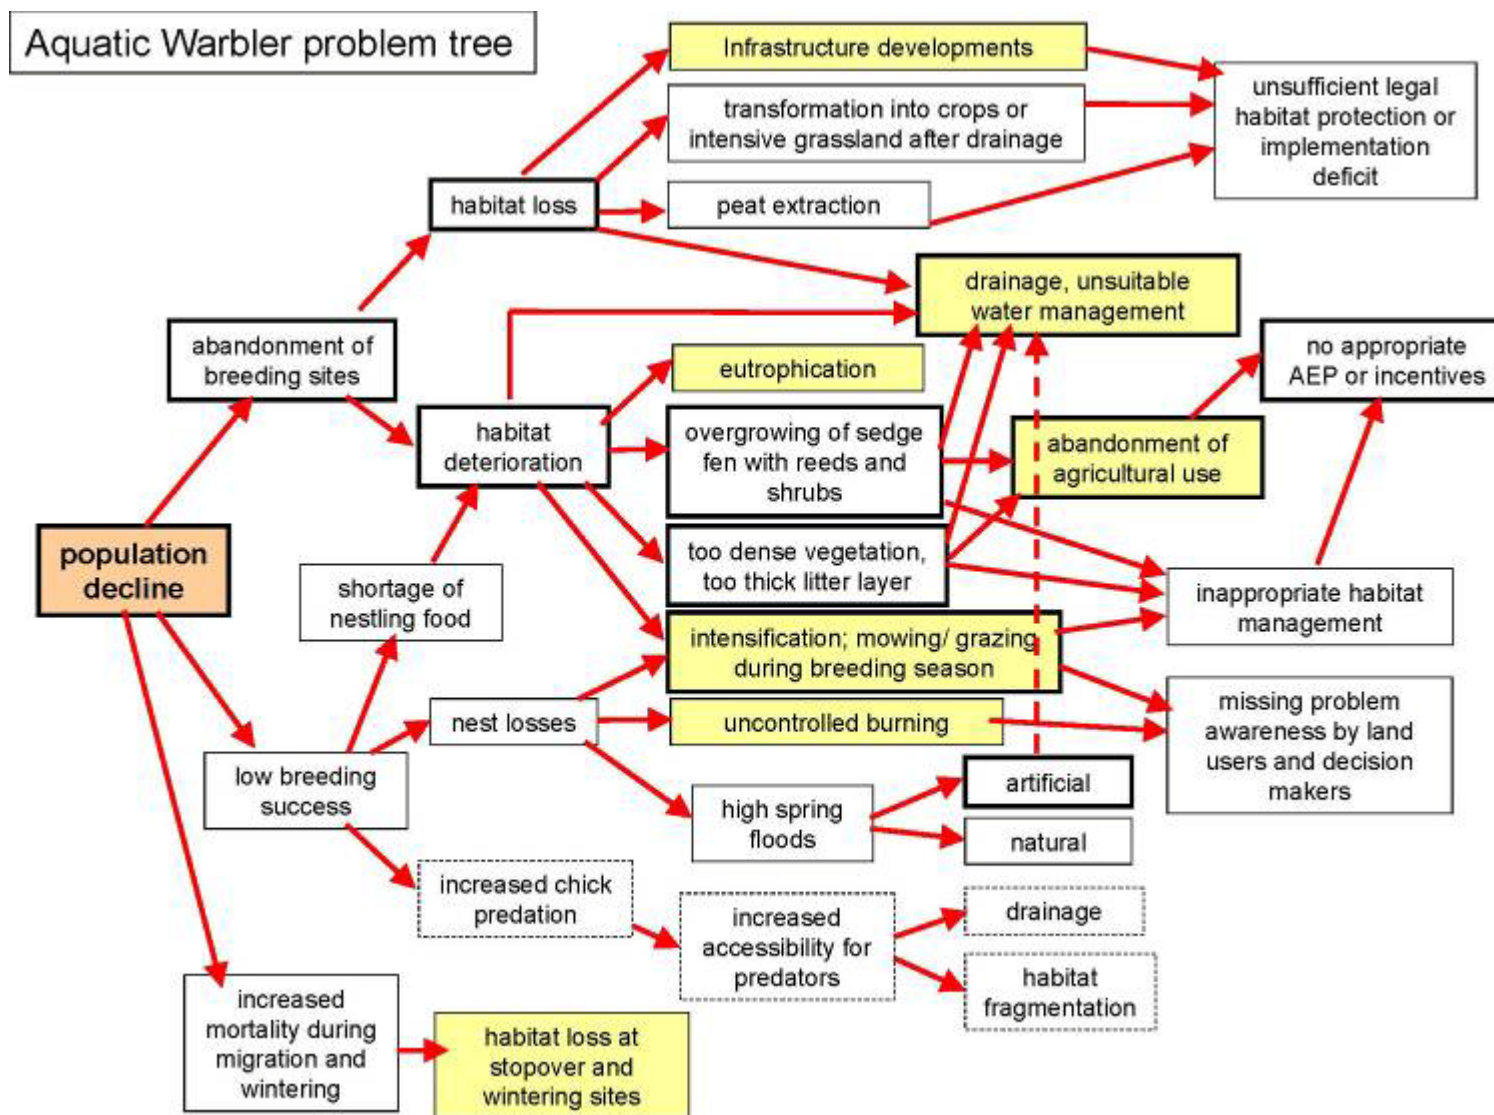 Aquatic Warbler problem tree
Infrastructure developments
transformation into crops or
intensive grassland after drainage
peat extraction
unsufficient legal
habitat protection or
implementation
deficit
habitat loss
drainage, unsuitable
water management
abandonment of
breeding sites
eutrophication
no appropriate
AEP or incentives
habitat
deterioration
overgrowing of sedge
fen with reeds and
shrubs
abandonment of
agricultural use
population
decline
too dense vegetation,
too thick litter layer
shortage of
nestling food
inappropriate habitat
management
intensification; mowing/ grazing
during breeding season
nest losses
uncontrolled burning
missing problem
awareness by land
users and decision
makers
low breeding
success
artificial
high spring
floods
natural
increased chick
predation
increased
accessibility for
predators
drainage
habitat
fragmentation
increased
mortality during
migration and
wintering
habitat loss at
stopover and
wintering sites